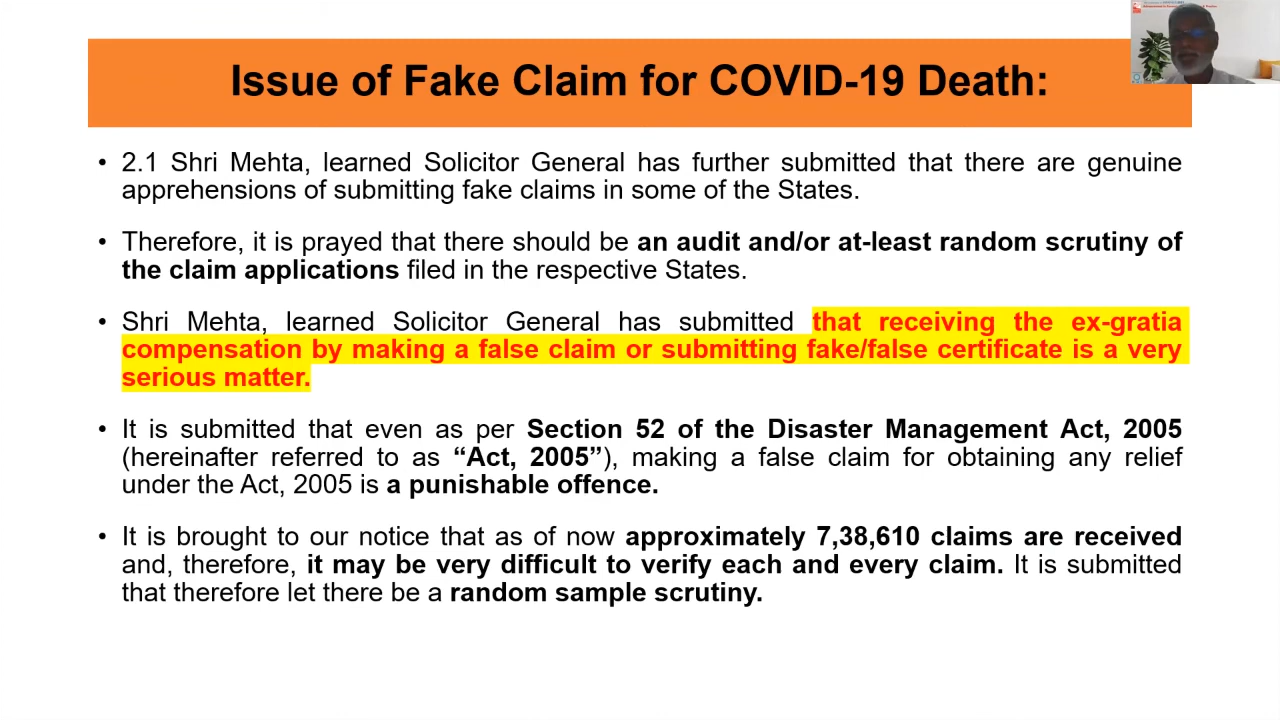 Issue of Fake Claim for COVID-19 Death:
• 2.1 Shri Mehta, learned Solicitor General has further submitted that there are genuine
apprehensions of submitting fake claims in some of the States.
• Therefore, it is prayed that there should be an audit and/or at-least random scrutiny of
the claim applications filed in the respective States.
• Shri Mehta, learned Solicitor General has submitted that receiving the ex-gratia
compensation by making a false claim or submitting fake/false certificate is a very
serious matter.
• It is submitted that even as per Section 52 of the Disaster Management Act, 2005
(hereinafter referred to as “Act, 2005”), making a false claim for obtaining any relief
under the Act, 2005 is a punishable offence.
• It is brought to our notice that as of now approximately 7,38,610 claims are received
and, therefore, it may be very difficult to verify each and every claim. It is submitted
that therefore let there be a random sample scrutiny.